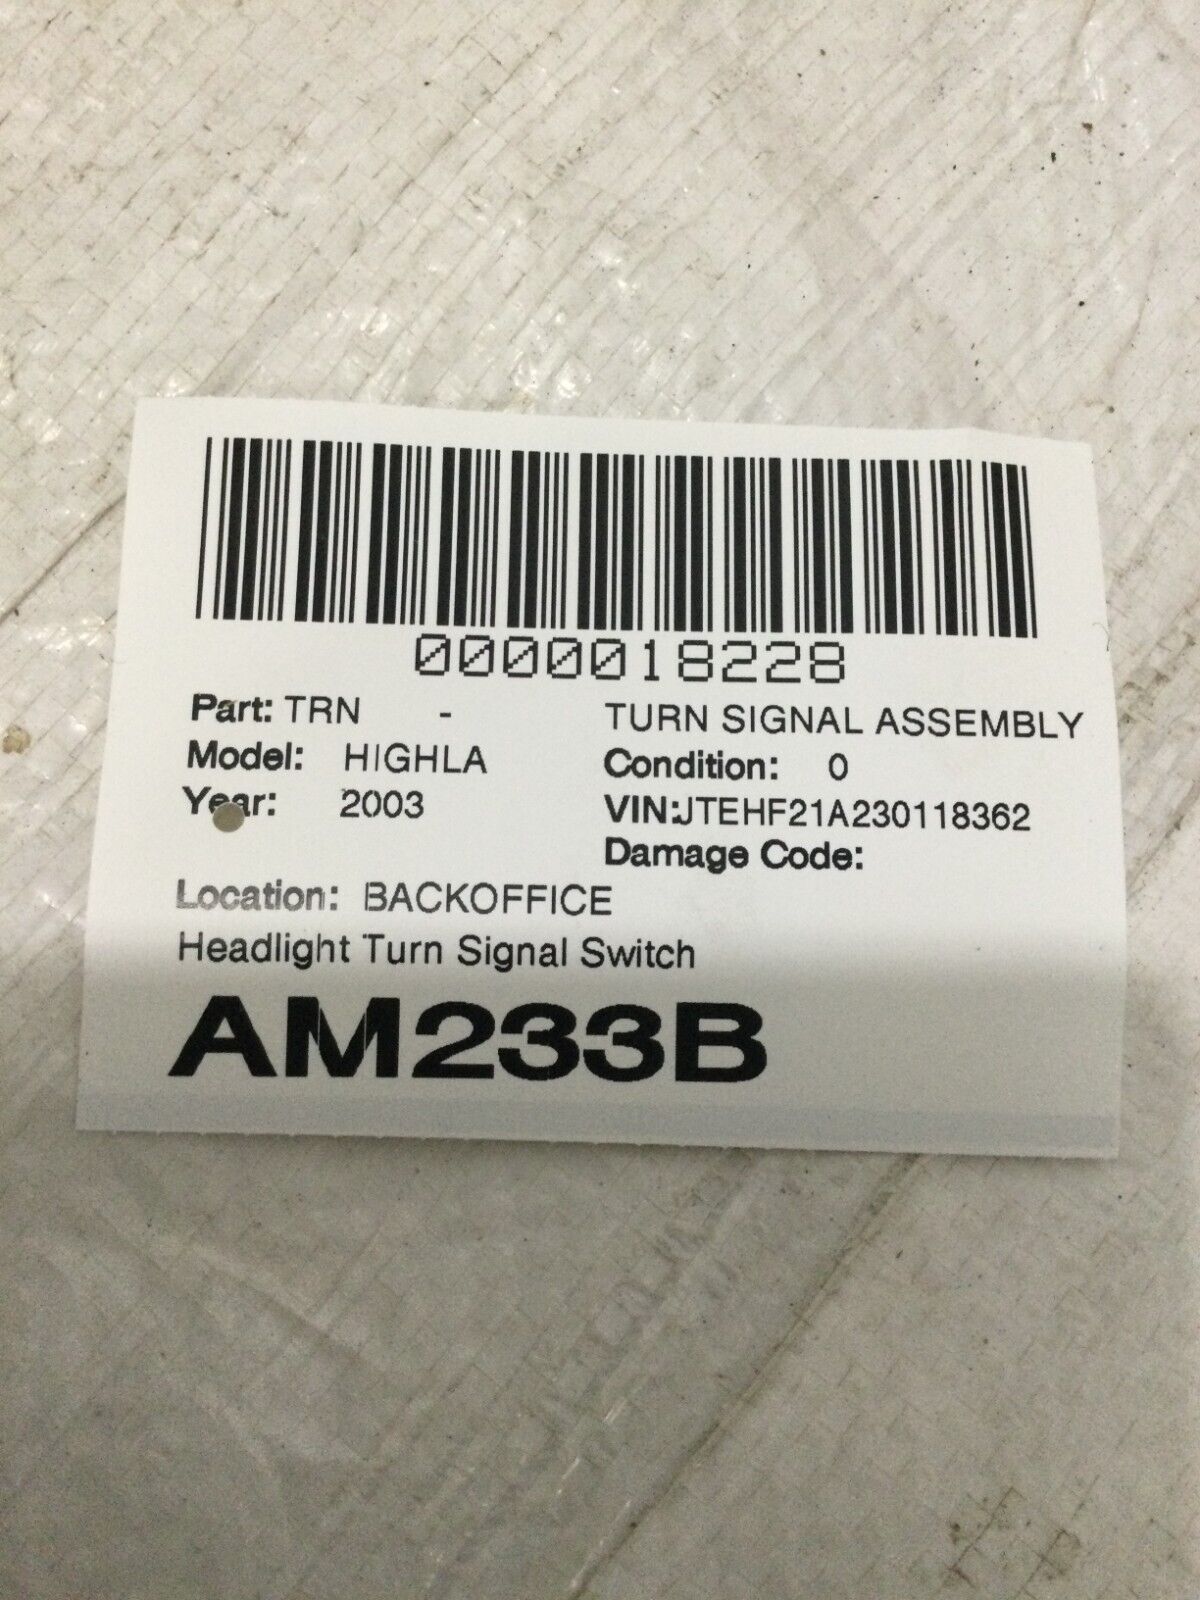 0000018228
Part: TRN - TURN SIGNAL ASSEMBLY
Model: HIGHLA Condition: 0
Year: 2003 VIN:JTEHF21A230118362
Damage Code:
Location: BACKOFFICE
Headlight Turn Signal Switch
AM233B